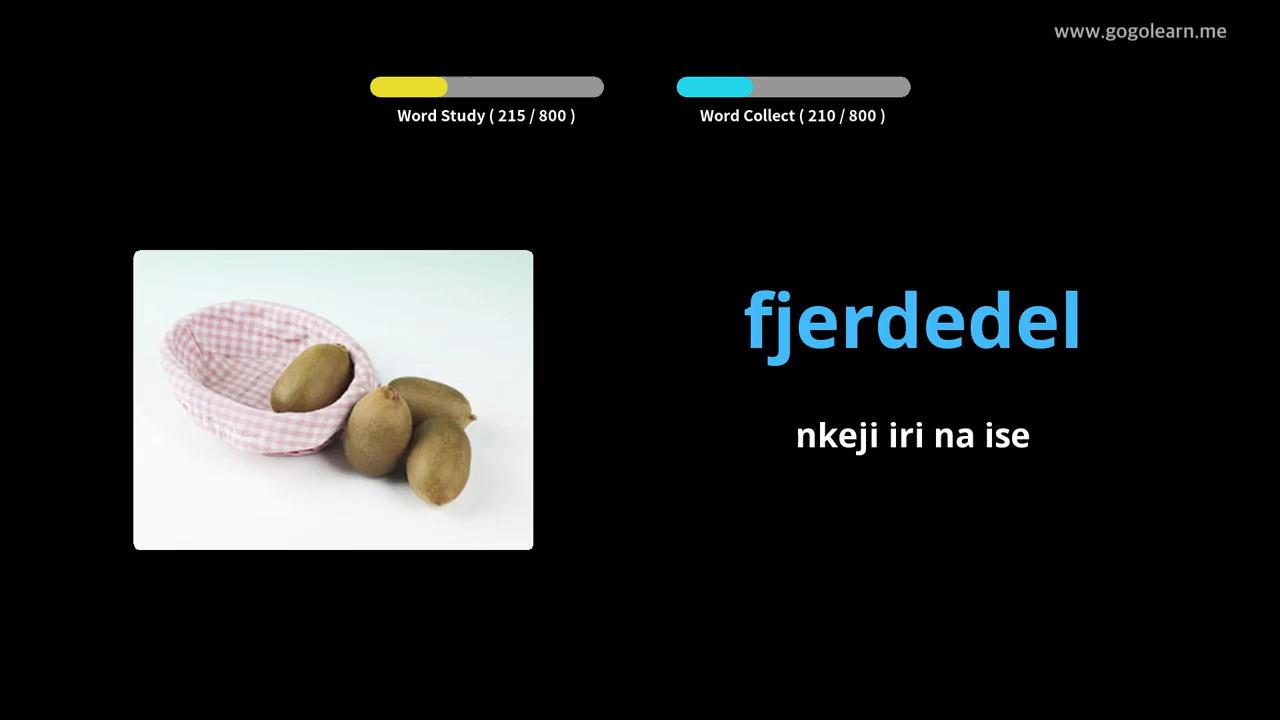 www.gogolearn.me
Word Study ( 215 / 800 )
Word Collect ( 210 / 800 )
fjerdedel
nkeji iri na ise